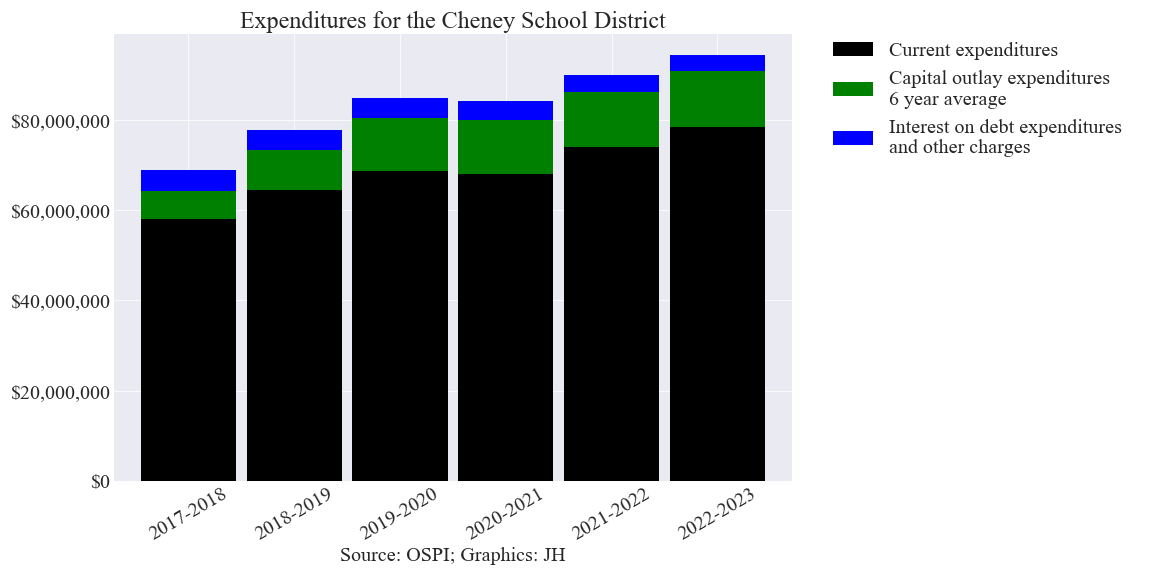 Expenditures for the Cheney School District
Current expenditures
Capital outlay expenditures
6 year average
Interest on debt expenditures
and other charges
$80,000,000
$60,000,000
$40,000,000
$20,000,000
$0
2017-2018
2018-2019
2019-2020
2020-2021
2021-2022
2022-2023
Source: OSPI; Graphics: JH